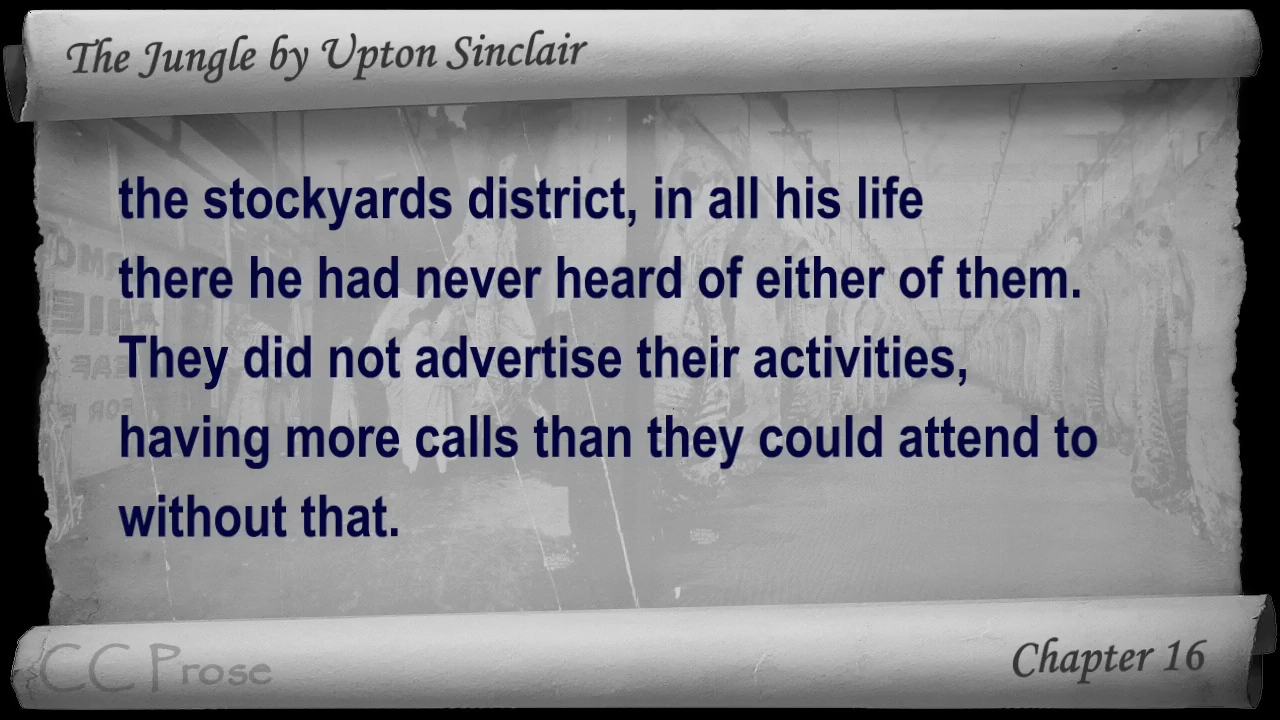 The Jungle by Upton Sinclair
the stockyards district, in all his life
there he had never heard of either of them.
They did not advertise their activities,
having more calls than they could attend to
without that.
CC Prose
Chapter 16